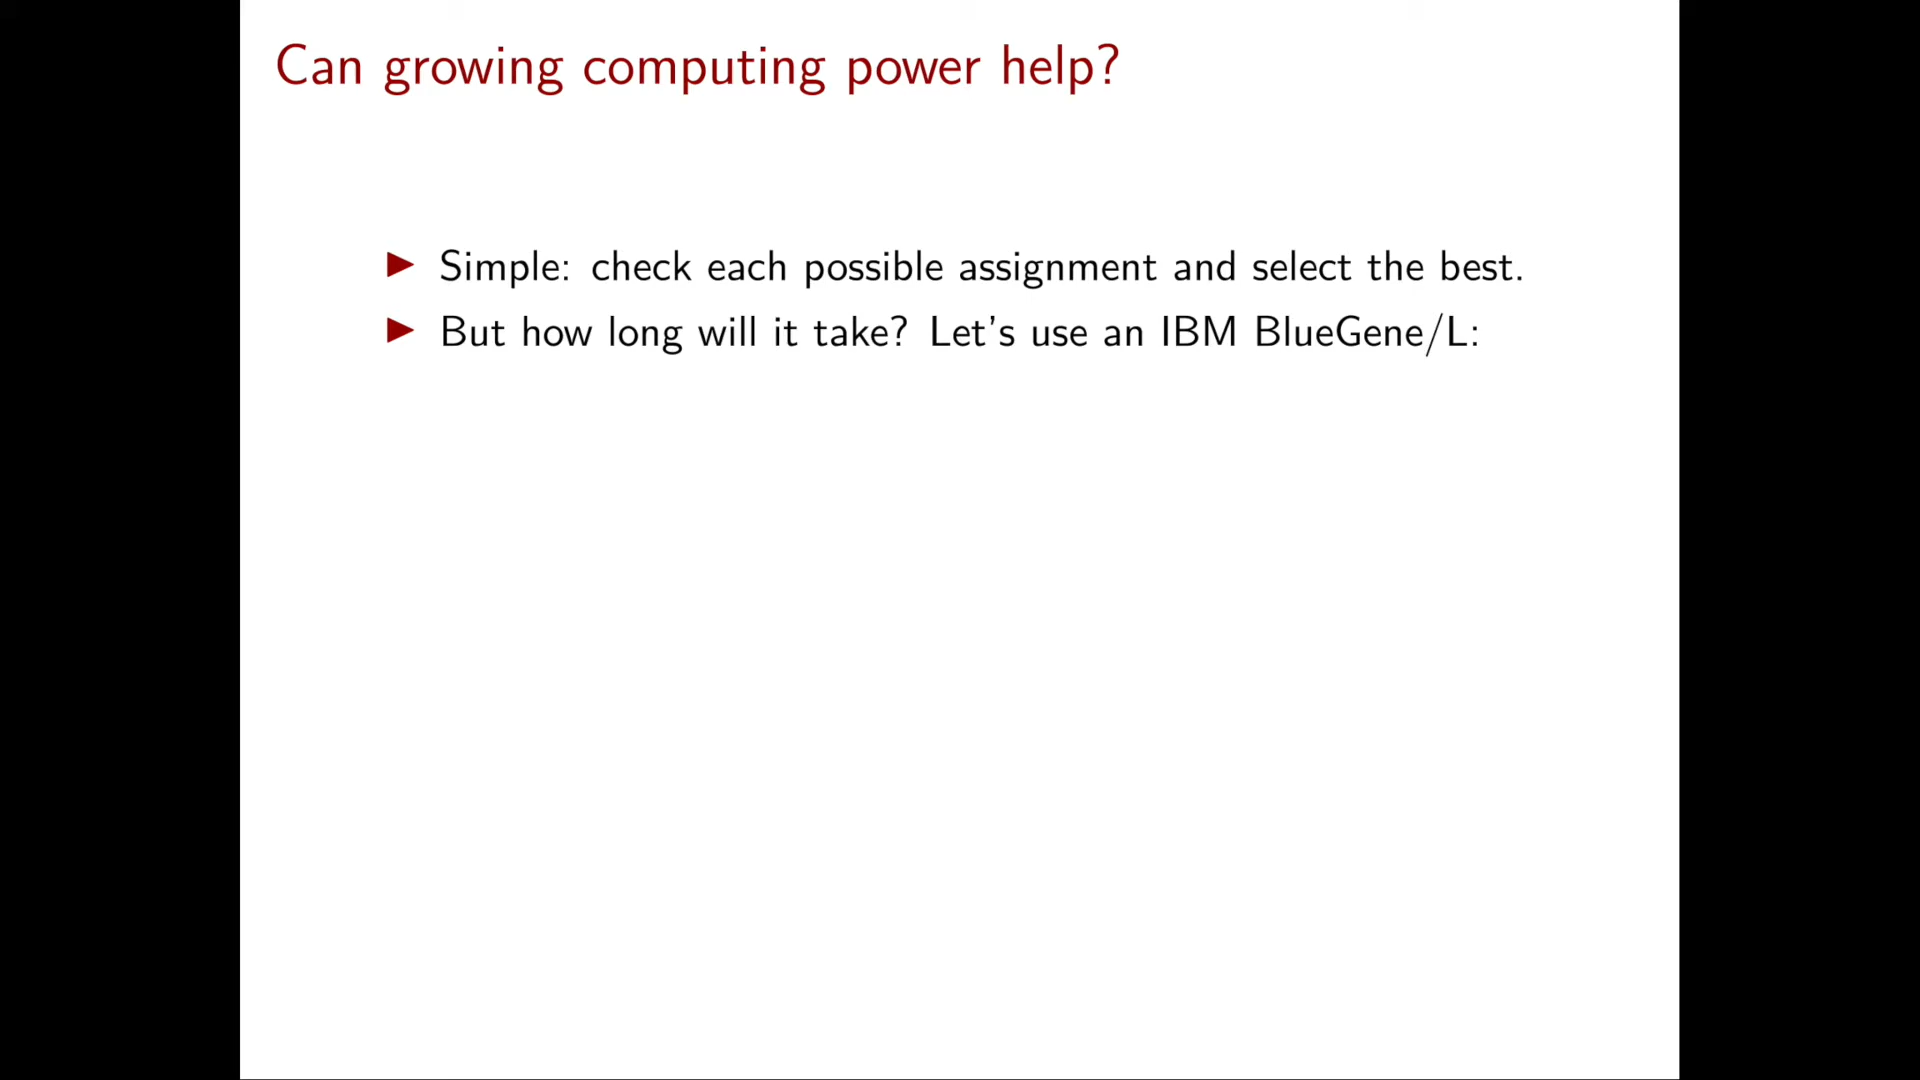 Can growing computing power help?
Simple: check each possible assignment and select the best.
But how long will it take? Let's use an IBM BlueGene/L: